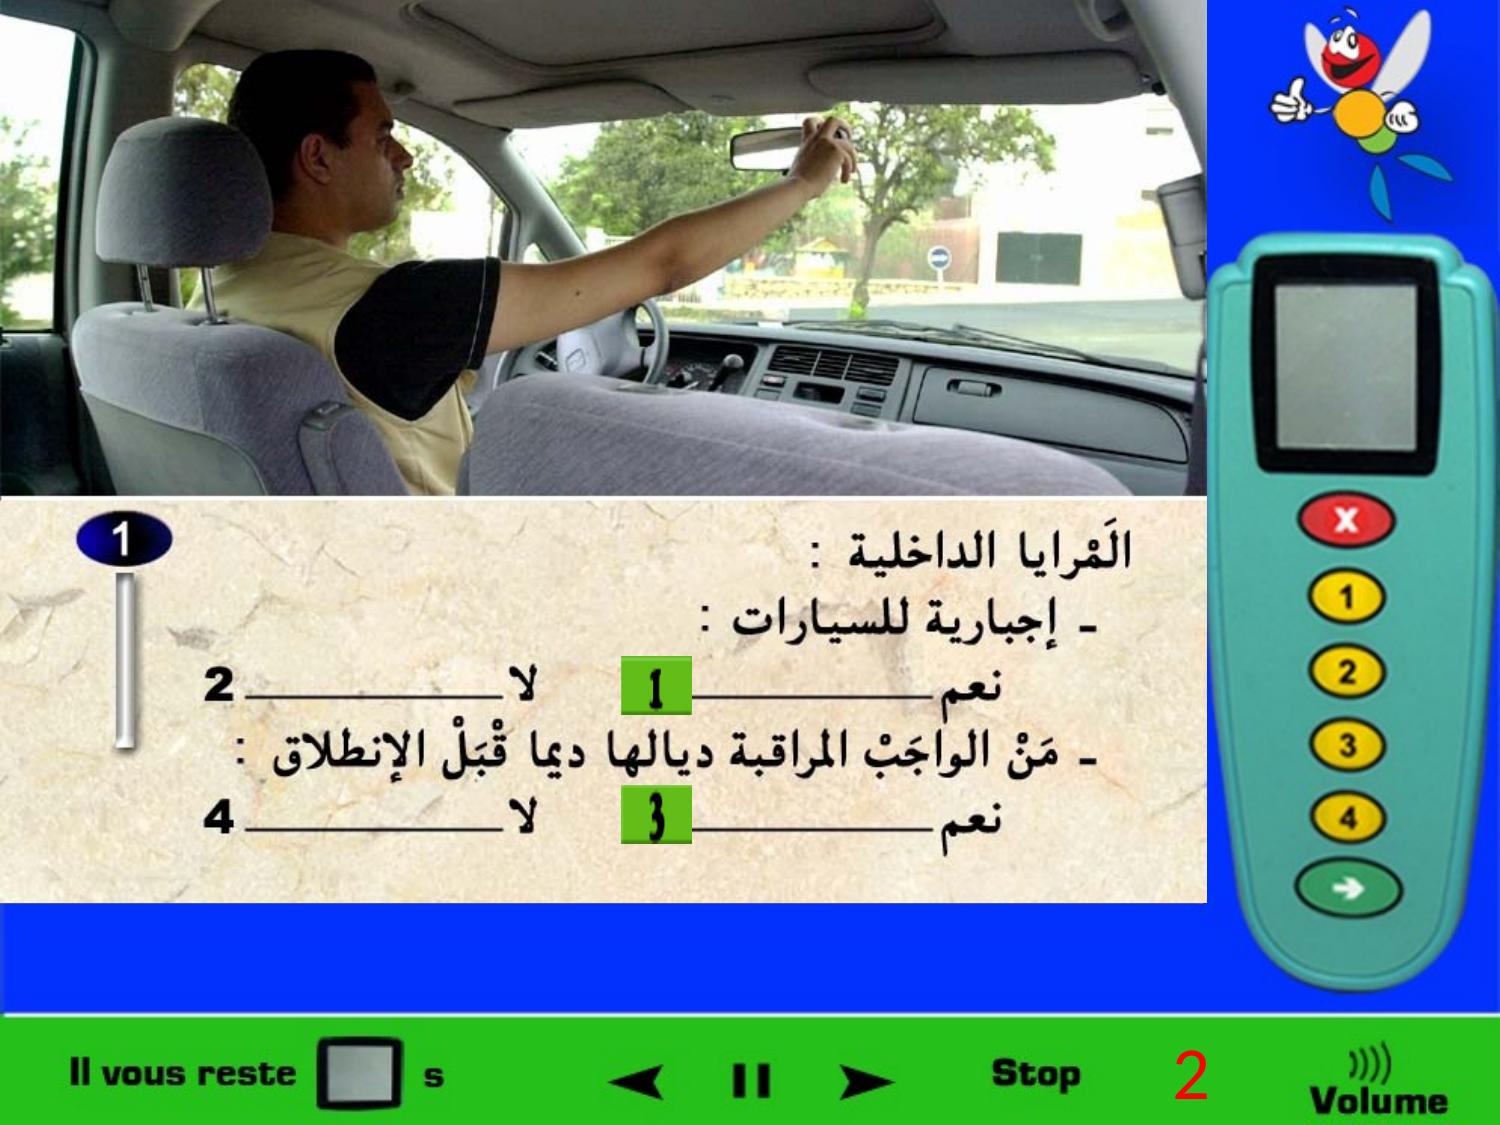 1
الَمْرايا الداخلية :
ـ إجبارية للسيارات :
نعم 1 لا 2
ـ مَنْ الواجَبْ المراقبة ديالها ديما قْبَلْ الإنطلاق :
نعم 3 لا 4
X
1
2
3
4
Il vous reste s Stop 2 Volume